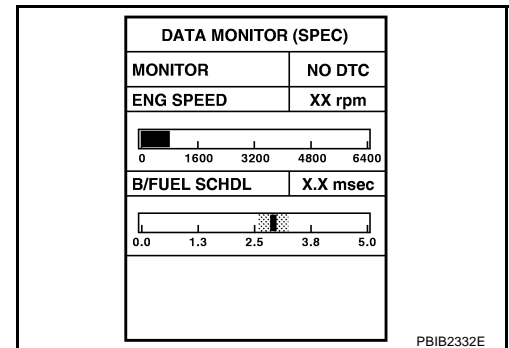 DATA MONITOR (SPEC)
MONITOR NO DTC
ENG SPEED XX rpm
0 1600 3200 4800 6400
B/FUEL SCHDL X.X msec
0.0 1.3 2.5 3.8 5.0
PBIB2332E